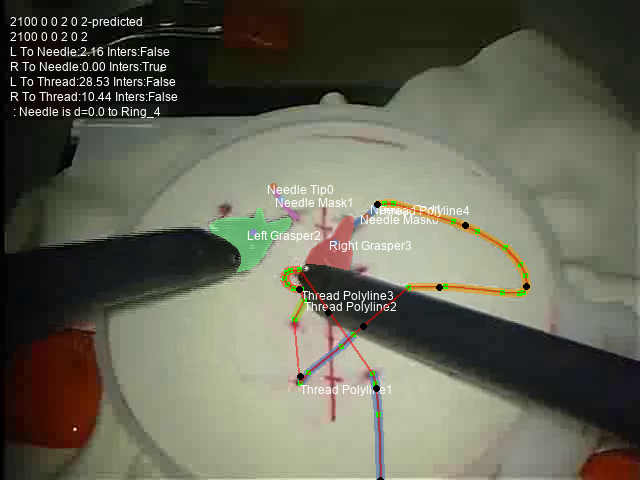 2100 0 0 2 0 2-predicted
2100 0 0 2 0 2
L To Needle:2.16 Inters:False
R To Needle:0.00 Inters:True
L To Thread:28.53 Inters:False
R To Thread:10.44 Inters:False
: Needle is d=0.0 to Ring_4
Needle Tip0
Needle Mask1
Thread Polyline4
Needle Mask0
Left Grasper2
Right Grasper3
Thread Polyline3
Thread Polyline2
Thread Polyline1